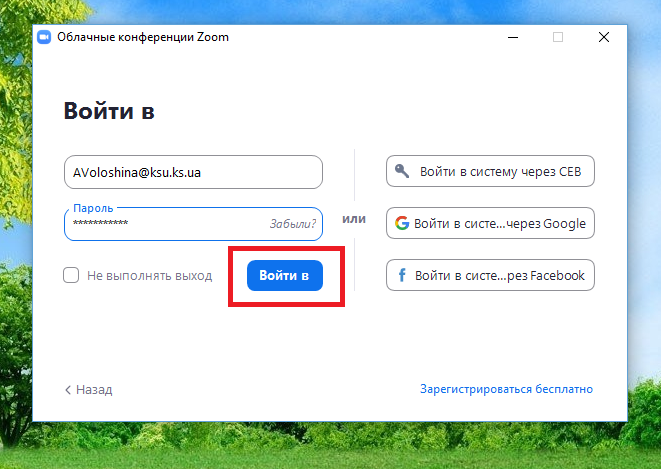 Облачные конференции Zoom
Войти в
AVoloshina@ksu.ks.ua
Пароль
***********
Забыли?
Не выполнять выход
Войти в
или
Войти в систему через СЕВ
Войти в систе...через Google
Войти в систе...рез Facebook
Назад
Зарегистрироваться бесплатно